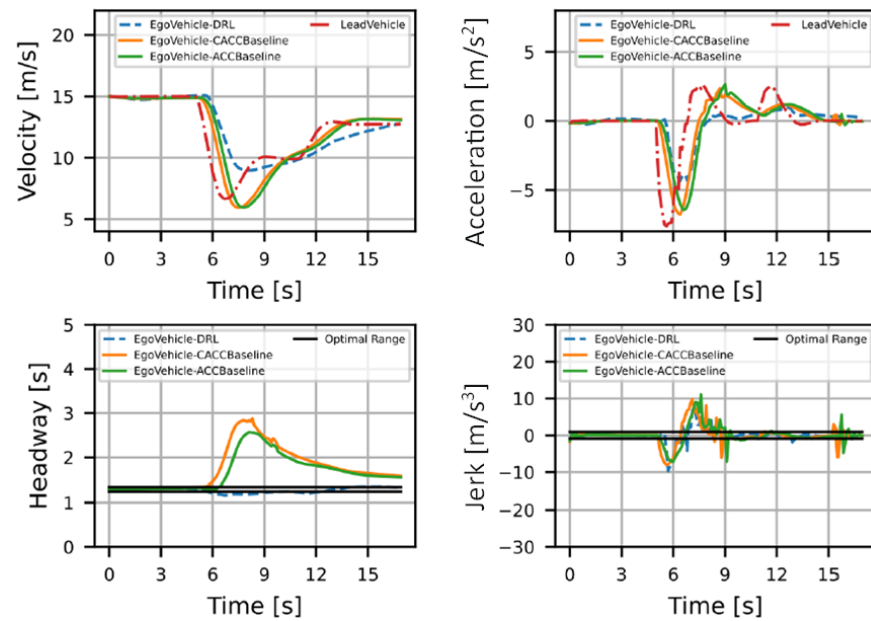 EgoVehicle-DRL
LeadVehicle
EgoVehicle-CACCBaseline
EgoVehicle-ACCBaseline
Velocity [m/s]
20
15
10
5
0 3 6 9 12 15
Time [s]
EgoVehicle-DRL
LeadVehicle
EgoVehicle-CACCBaseline
EgoVehicle-ACCBaseline
Acceleration [m/s²]
5
0
−5
0 3 6 9 12 15
Time [s]
EgoVehicle-DRL
Optimal Range
EgoVehicle-CACCBaseline
EgoVehicle-ACCBaseline
Headway [s]
5
4
3
2
1
0
0 3 6 9 12 15
Time [s]
EgoVehicle-DRL
Optimal Range
EgoVehicle-CACCBaseline
EgoVehicle-ACCBaseline
Jerk [m/s³]
30
20
10
0
−10
−20
−30
0 3 6 9 12 15
Time [s]